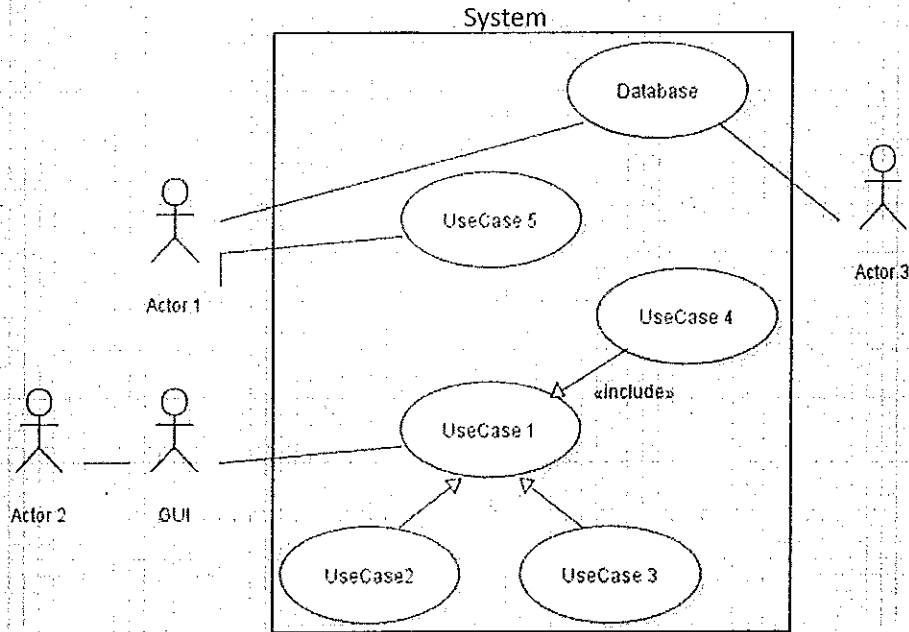 System
Database
UseCase 5
Actor 1
Actor 3
UseCase 4
«include»
UseCase 1
Actor 2
GUI
UseCase2
UseCase 3